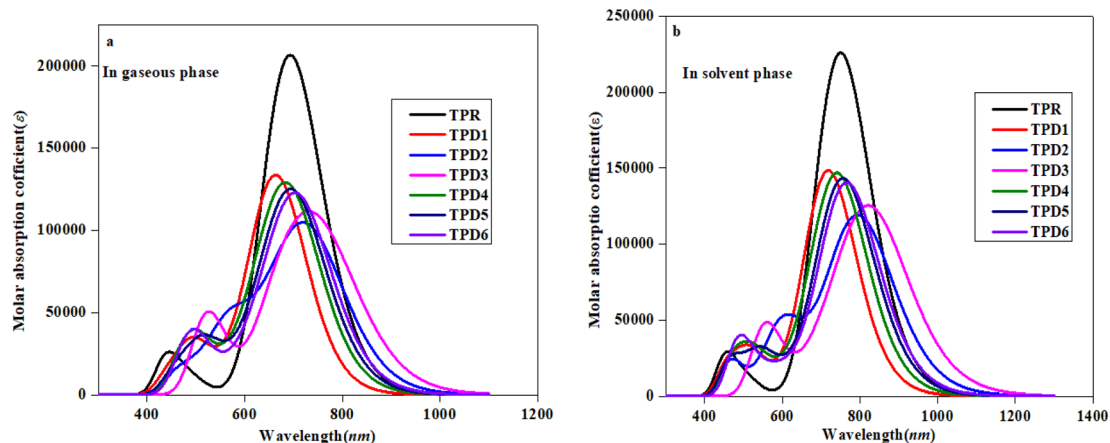 a
In gaseous phase
Molar absorption cofficient(ε)
200000
150000
100000
50000
0
400
600
800
1000
1200
Wavelength(nm)
TPR
TPD1
TPD2
TPD3
TPD4
TPD5
TPD6
b
In solvent phase
Molar absorptio cofficient(ε)
250000
200000
150000
100000
50000
0
400
600
800
1000
1200
1400
Wavelength(nm)
TPR
TPD1
TPD2
TPD3
TPD4
TPD5
TPD6